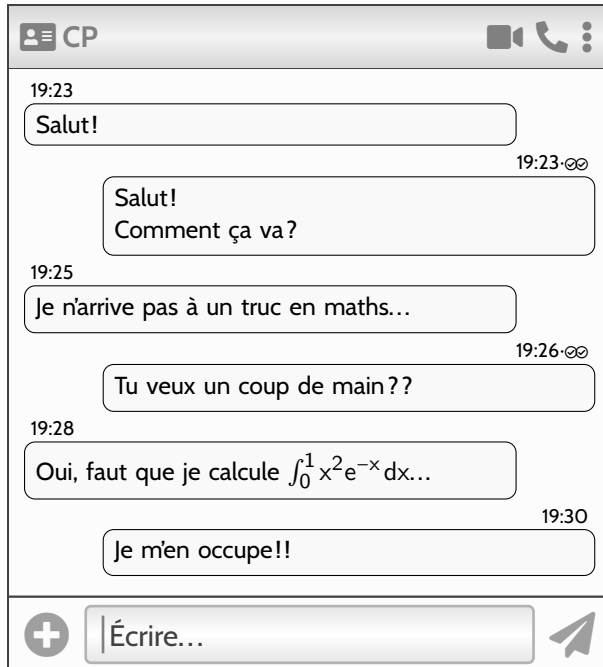 CP
19:23
Salut!
19:23·
Salut!
Comment ça va?
19:25
Je n'arrive pas à un truc en maths...
19:26·
Tu veux un coup de main??
19:28
Oui, faut que je calcule ∫₀¹ x²e⁻ˣ dx...
19:30
Je m'en occupe!!
Écrire...